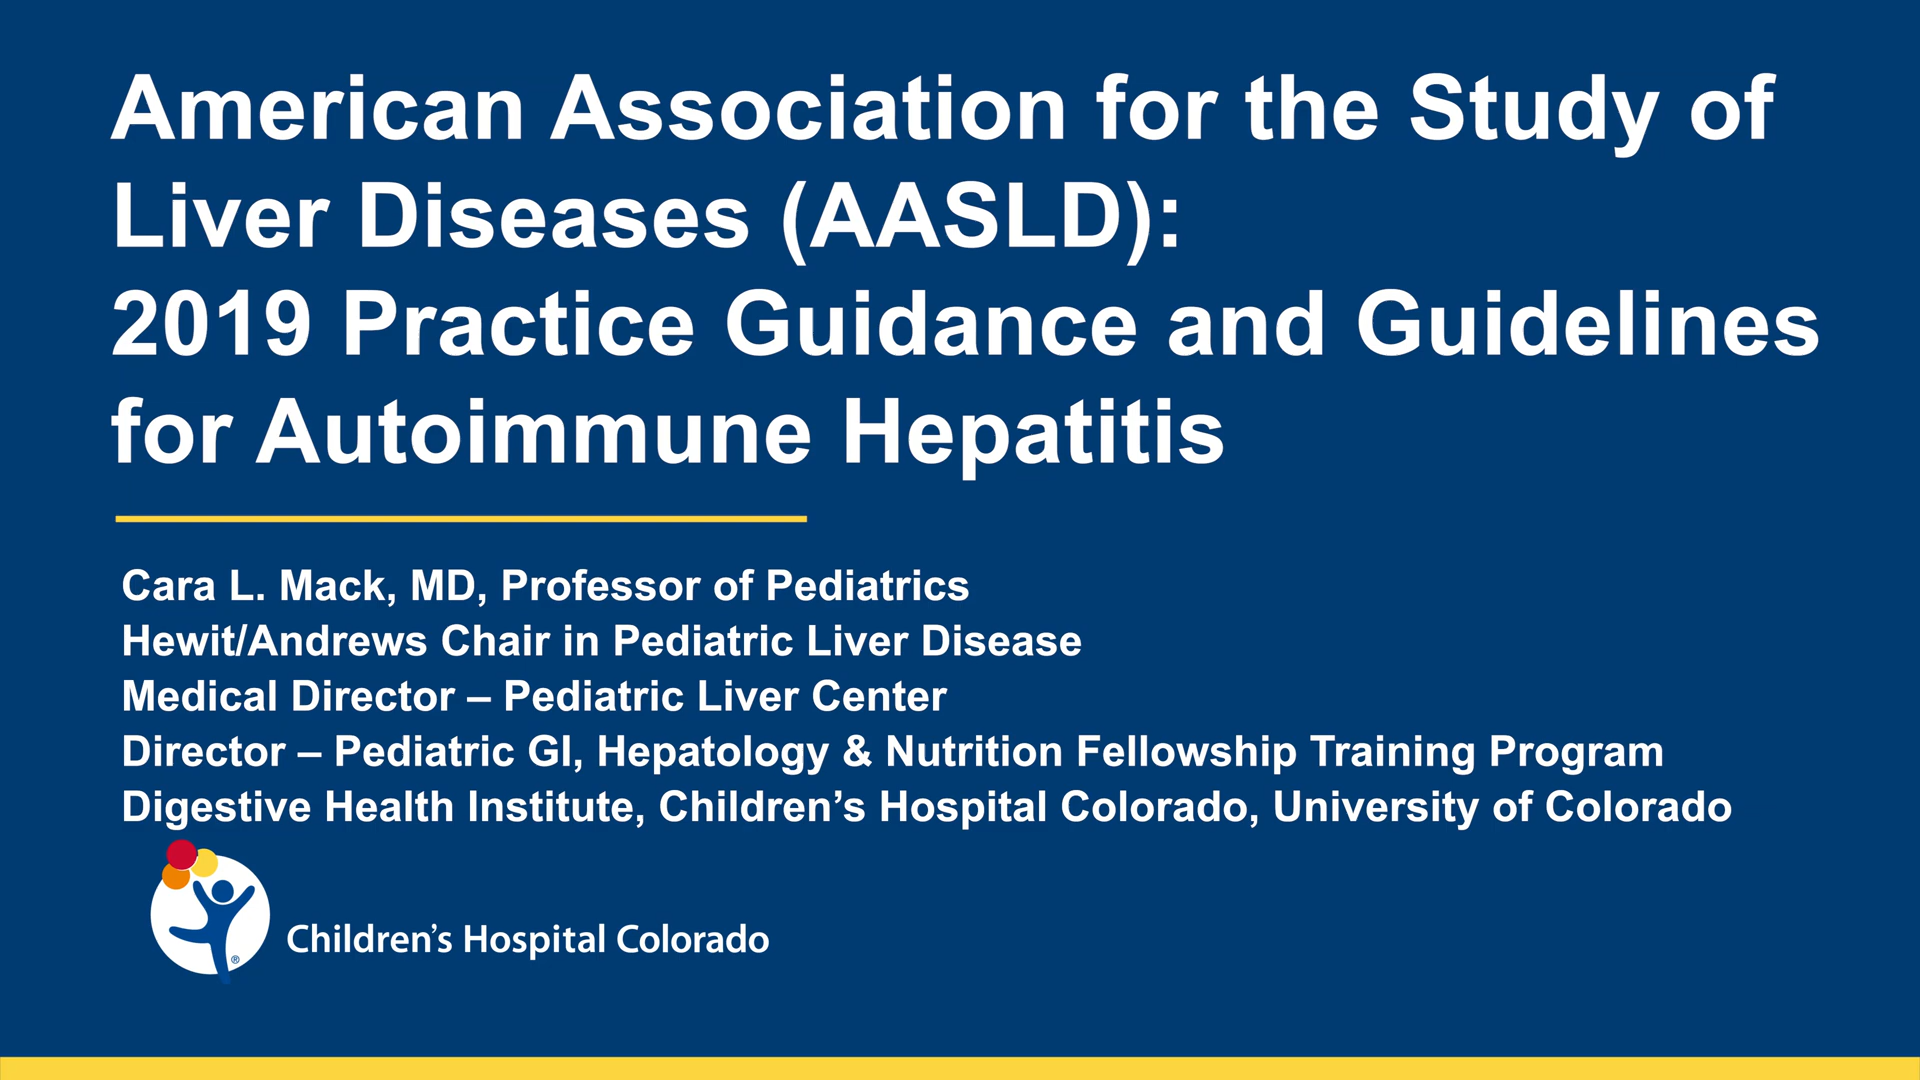 American Association for the Study of
Liver Diseases (AASLD):
2019 Practice Guidance and Guidelines
for Autoimmune Hepatitis
Cara L. Mack, MD, Professor of Pediatrics
Hewit/Andrews Chair in Pediatric Liver Disease
Medical Director – Pediatric Liver Center
Director – Pediatric GI, Hepatology & Nutrition Fellowship Training Program
Digestive Health Institute, Children’s Hospital Colorado, University of Colorado
®
Children’s Hospital Colorado